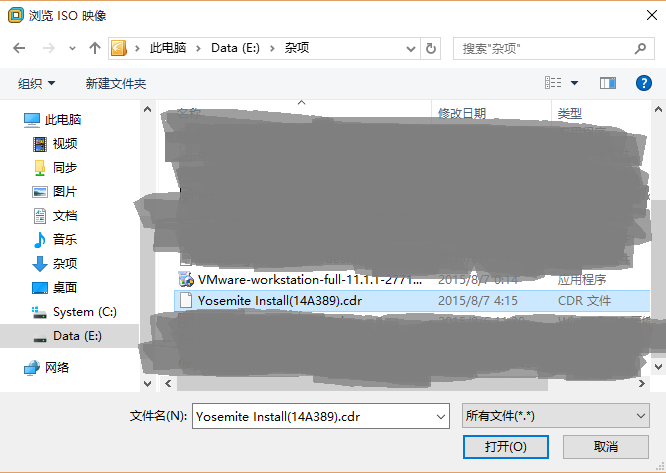 浏览 ISO 映像
此电脑 Data (E:) 杂项 搜索"杂项"
组织 新建文件夹
修改日期 类型
此电脑
视频
同步
图片
文档
音乐
杂项
桌面
System (C:)
Data (E:)
网络
VMware-workstation-full-11.1.1-2771... 2015/8/7 0:14 应用程序
Yosemite Install(14A389).cdr 2015/8/7 4:15 CDR 文件
文件名(N): Yosemite Install(14A389).cdr 所有文件(*.*)
打开(O) 取消